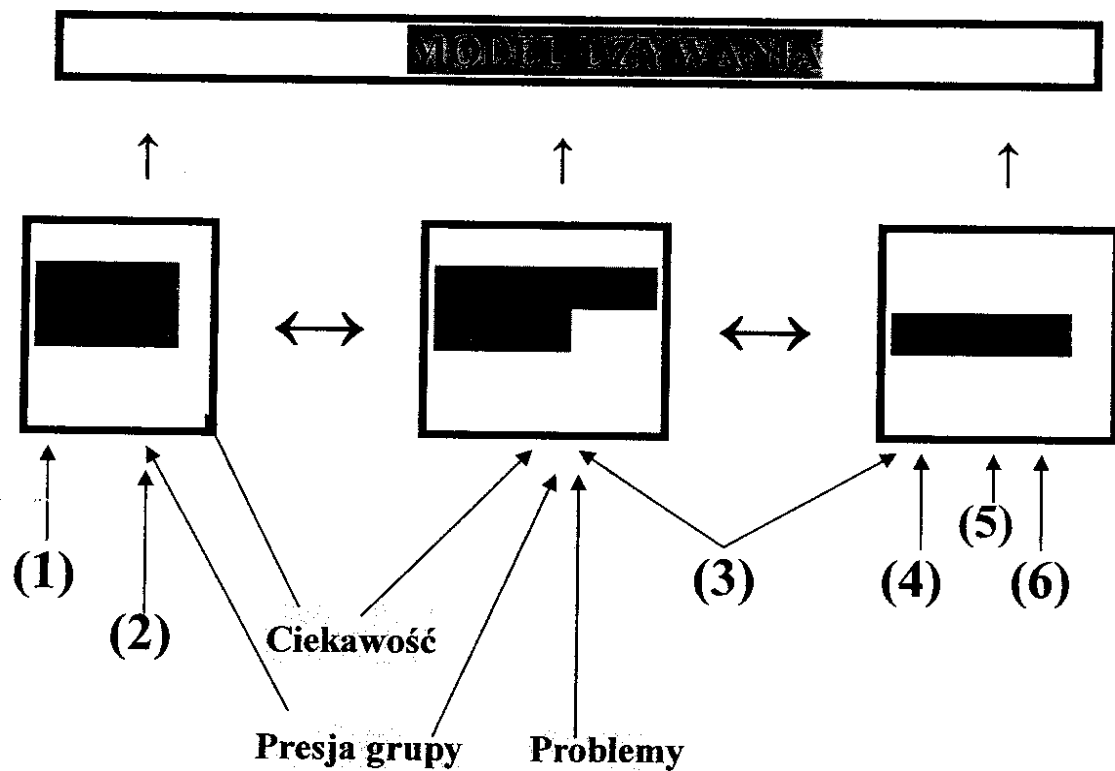 MODEL UŻYWANIA
(1)
(2)
(3)
(4)
(5)
(6)
Ciekawość
Presja grupy
Problemy